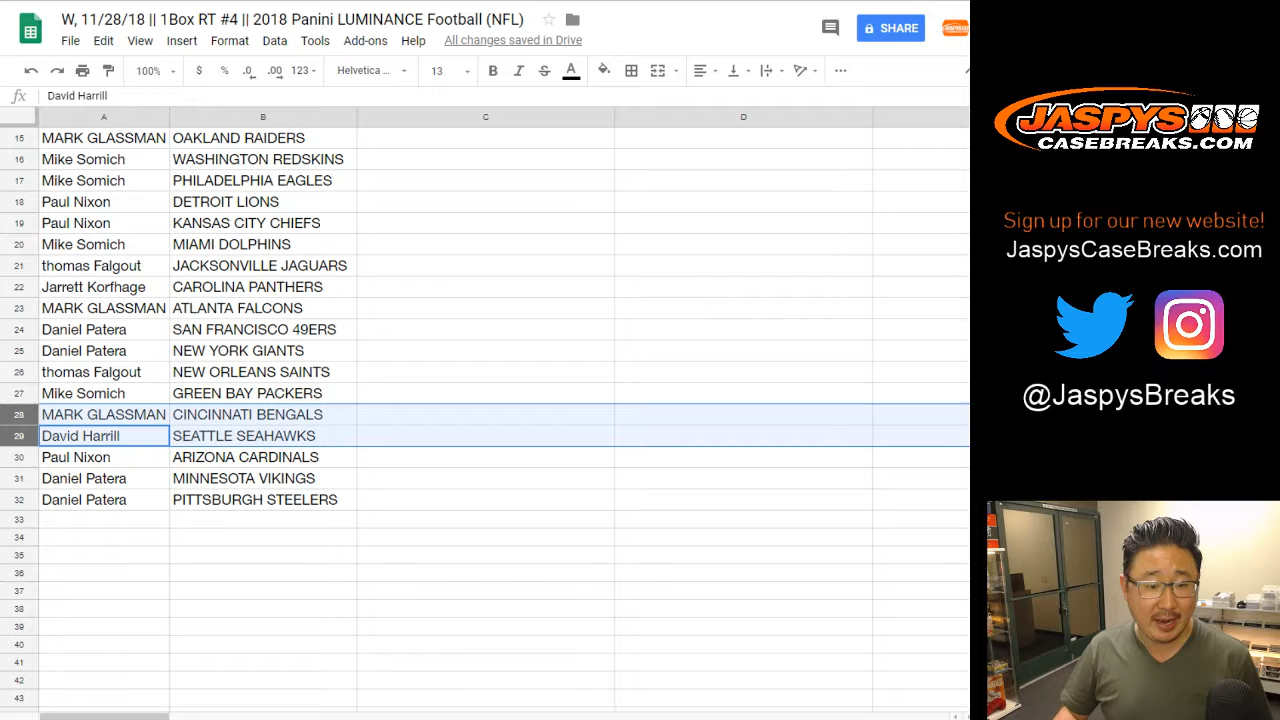 W, 11/28/18 || 1Box RT #4 || 2018 Panini LUMINANCE Football (NFL)
File Edit View Insert Format Data Tools Add-ons Help All changes saved in Drive
SHARE
100% $ % .0 .00 123 Helvetica ... 13 B I S A
fx David Harrill
A B C D
15 MARK GLASSMAN OAKLAND RAIDERS
16 Mike Somich WASHINGTON REDSKINS
17 Mike Somich PHILADELPHIA EAGLES
18 Paul Nixon DETROIT LIONS
19 Paul Nixon KANSAS CITY CHIEFS
20 Mike Somich MIAMI DOLPHINS
21 thomas Falgout JACKSONVILLE JAGUARS
22 Jarrett Korfhage CAROLINA PANTHERS
23 MARK GLASSMAN ATLANTA FALCONS
24 Daniel Patera SAN FRANCISCO 49ERS
25 Daniel Patera NEW YORK GIANTS
26 thomas Falgout NEW ORLEANS SAINTS
27 Mike Somich GREEN BAY PACKERS
28 MARK GLASSMAN CINCINNATI BENGALS
29 David Harrill SEATTLE SEAHAWKS
30 Paul Nixon ARIZONA CARDINALS
31 Daniel Patera MINNESOTA VIKINGS
32 Daniel Patera PITTSBURGH STEELERS
33
34
35
36
37
38
39
40
41
42
43
JASPYS
CASEBREAKS.COM
Sign up for our new website!
JaspysCaseBreaks.com
@JaspysBreaks